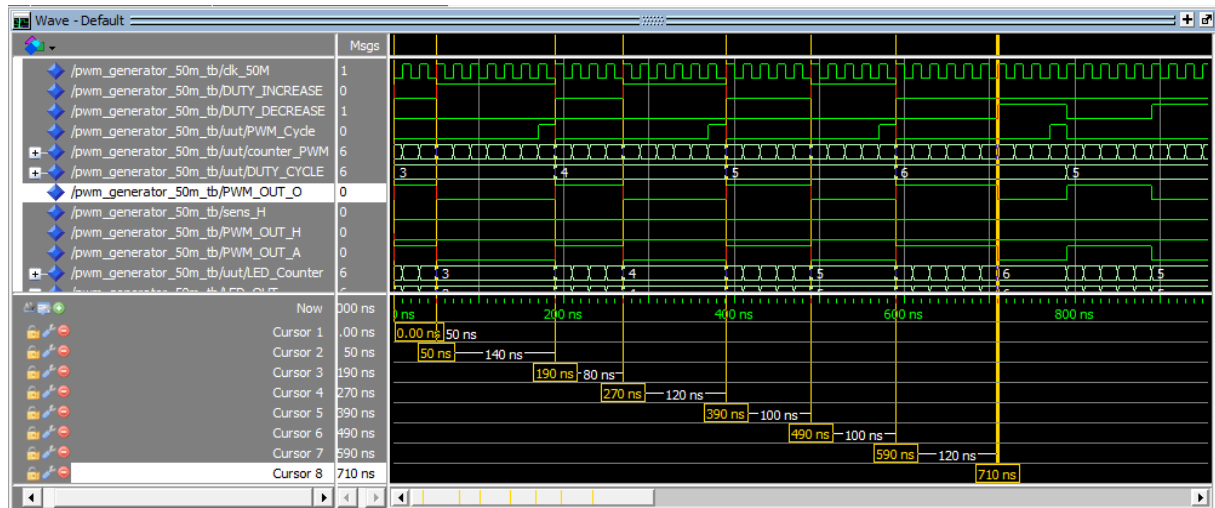 Wave - Default
Msgs
/pwm_generator_50m_tb/clk_50M 1
/pwm_generator_50m_tb/DUTY_INCREASE 0
/pwm_generator_50m_tb/DUTY_DECREASE 1
/pwm_generator_50m_tb/uut/PWM_Cycle 0
/pwm_generator_50m_tb/uut/counter_PWM 6
/pwm_generator_50m_tb/uut/DUTY_CYCLE 6 3 4 5 6 5
/pwm_generator_50m_tb/PWM_OUT_O 0
/pwm_generator_50m_tb/sens_H 0
/pwm_generator_50m_tb/PWM_OUT_H 0
/pwm_generator_50m_tb/PWM_OUT_A 0
/pwm_generator_50m_tb/uut/LED_Counter 6 3 4 5 6 5
Now 000 ns ns 200 ns 400 ns 600 ns 800 ns
Cursor 1 .00 ns 0.00 ns 50 ns
Cursor 2 50 ns 50 ns 140 ns
Cursor 3 190 ns 190 ns 80 ns
Cursor 4 270 ns 270 ns 120 ns
Cursor 5 390 ns 390 ns 100 ns
Cursor 6 490 ns 490 ns 100 ns
Cursor 7 590 ns 590 ns 120 ns
Cursor 8 710 ns 710 ns